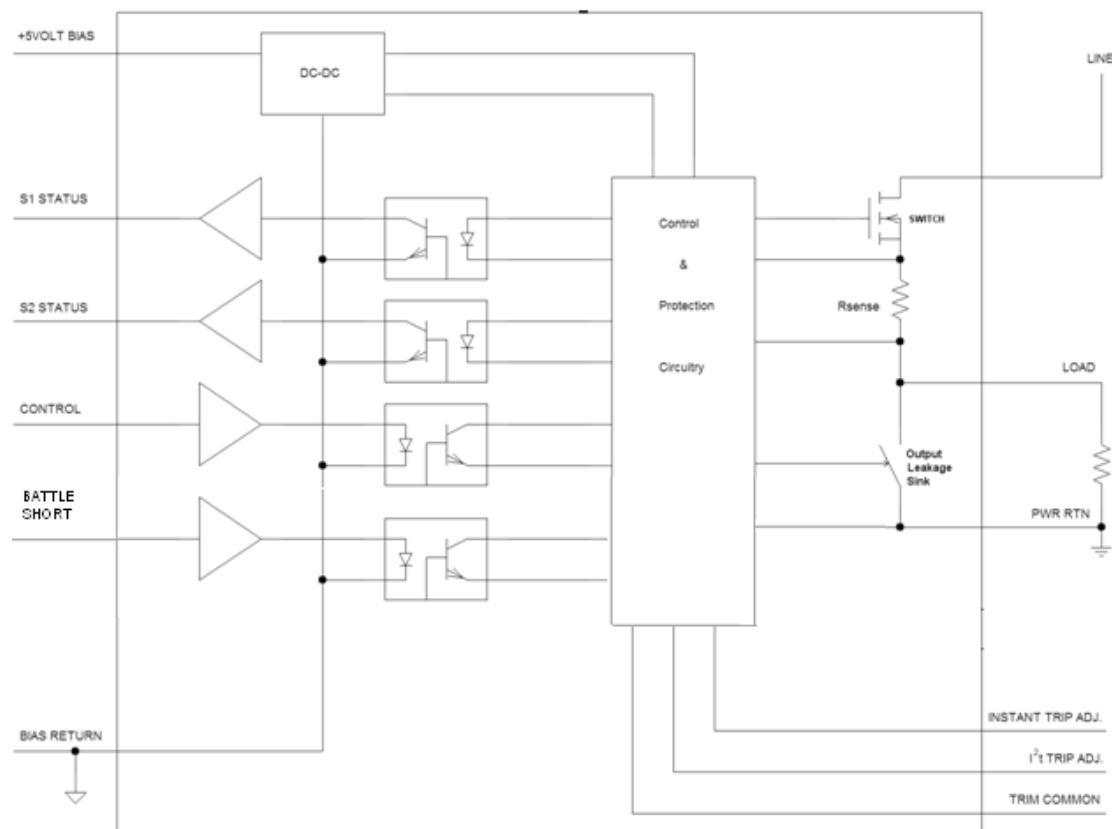 +5VOLT BIAS
LINE
DC-DC
S1 STATUS
Control
SWITCH
&
S2 STATUS
Protection
Rsense
Circuitry
LOAD
CONTROL
Output
Leakage
Sink
BATTLE
SHORT
PWR RTN
INSTANT TRIP ADJ.
BIAS RETURN
I²t TRIP ADJ.
TRIM COMMON